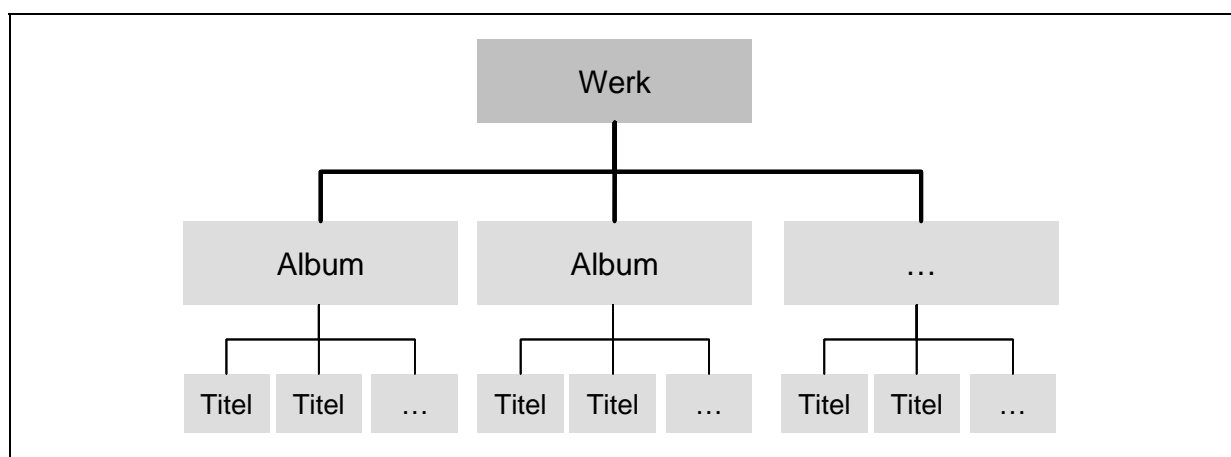 Werk
Album Album …
Titel Titel … Titel Titel … Titel Titel …